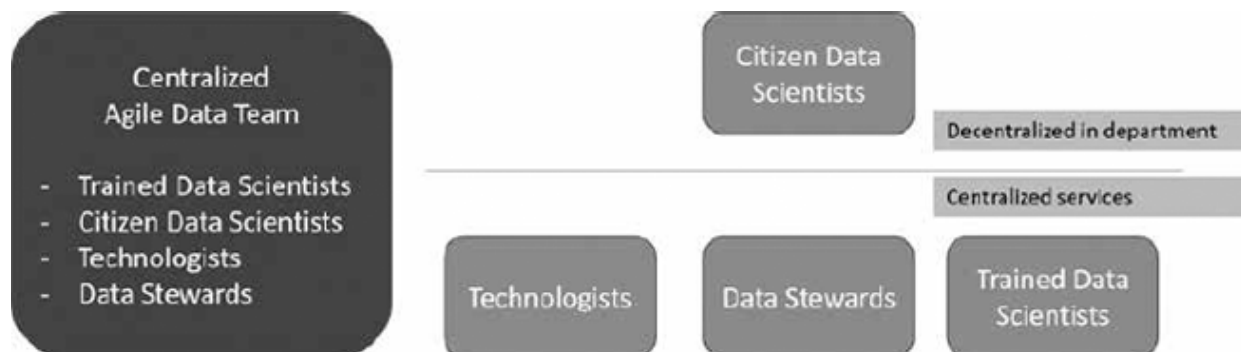 Centralized
Agile Data Team
- Trained Data Scientists
- Citizen Data Scientists
- Technologists
- Data Stewards
Citizen Data
Scientists
Decentralized in department
Centralized services
Technologists
Data Stewards
Trained Data
Scientists